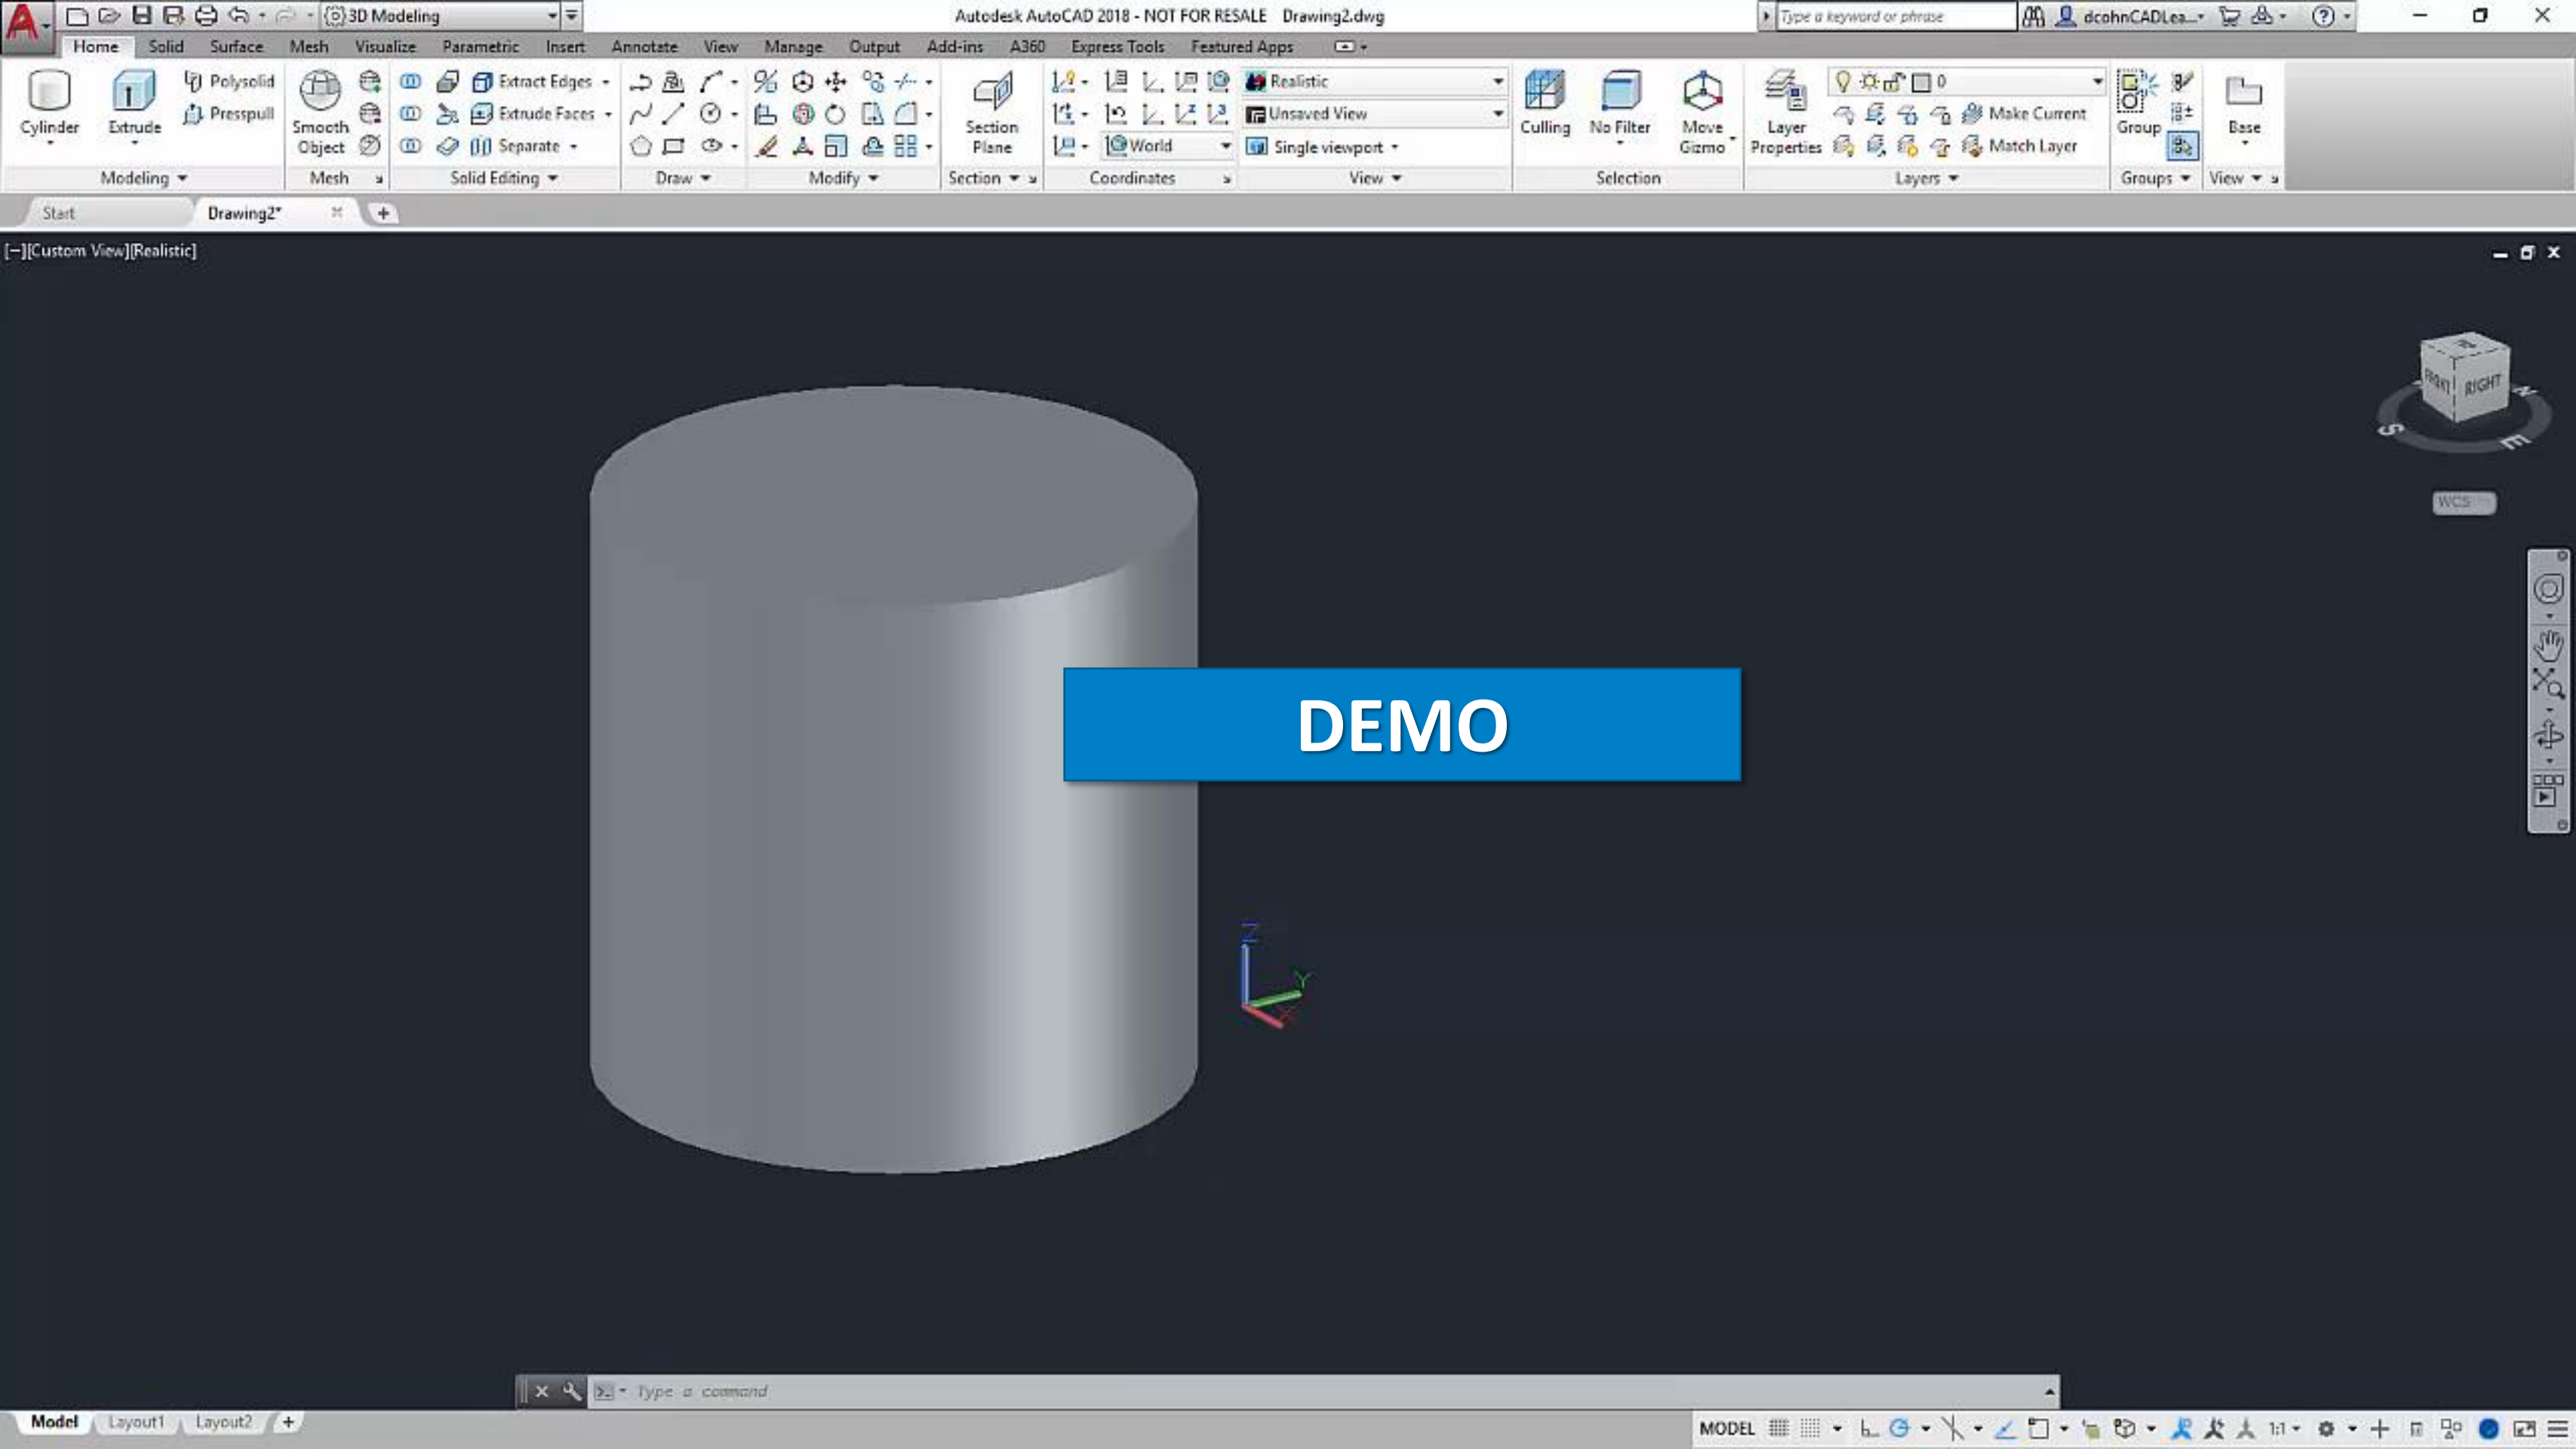 3D Modeling
Autodesk AutoCAD 2018 - NOT FOR RESALE Drawing2.dwg
Type a keyword or phrase
dcohnCADLea...
Home Solid Surface Mesh Visualize Parametric Insert Annotate View Manage Output Add-ins A360 Express Tools Featured Apps
Cylinder
Extrude
Polysolid
Presspull
Modeling
Smooth
Object
Mesh
Extract Edges
Extrude Faces
Separate
Solid Editing
Draw
Modify
Section
Plane
Section
World
Coordinates
Realistic
Unsaved View
Single viewport
View
Culling
No Filter
Move
Gizmo
Selection
Layer
Properties
0
Make Current
Match Layer
Layers
Group
Groups
Base
View
Start
Drawing2*
[−][Custom View][Realistic]
FRONT
RIGHT
S
E
N
WCS
DEMO
Z
Y
X
Type a command
Model Layout1 Layout2
MODEL
1:1